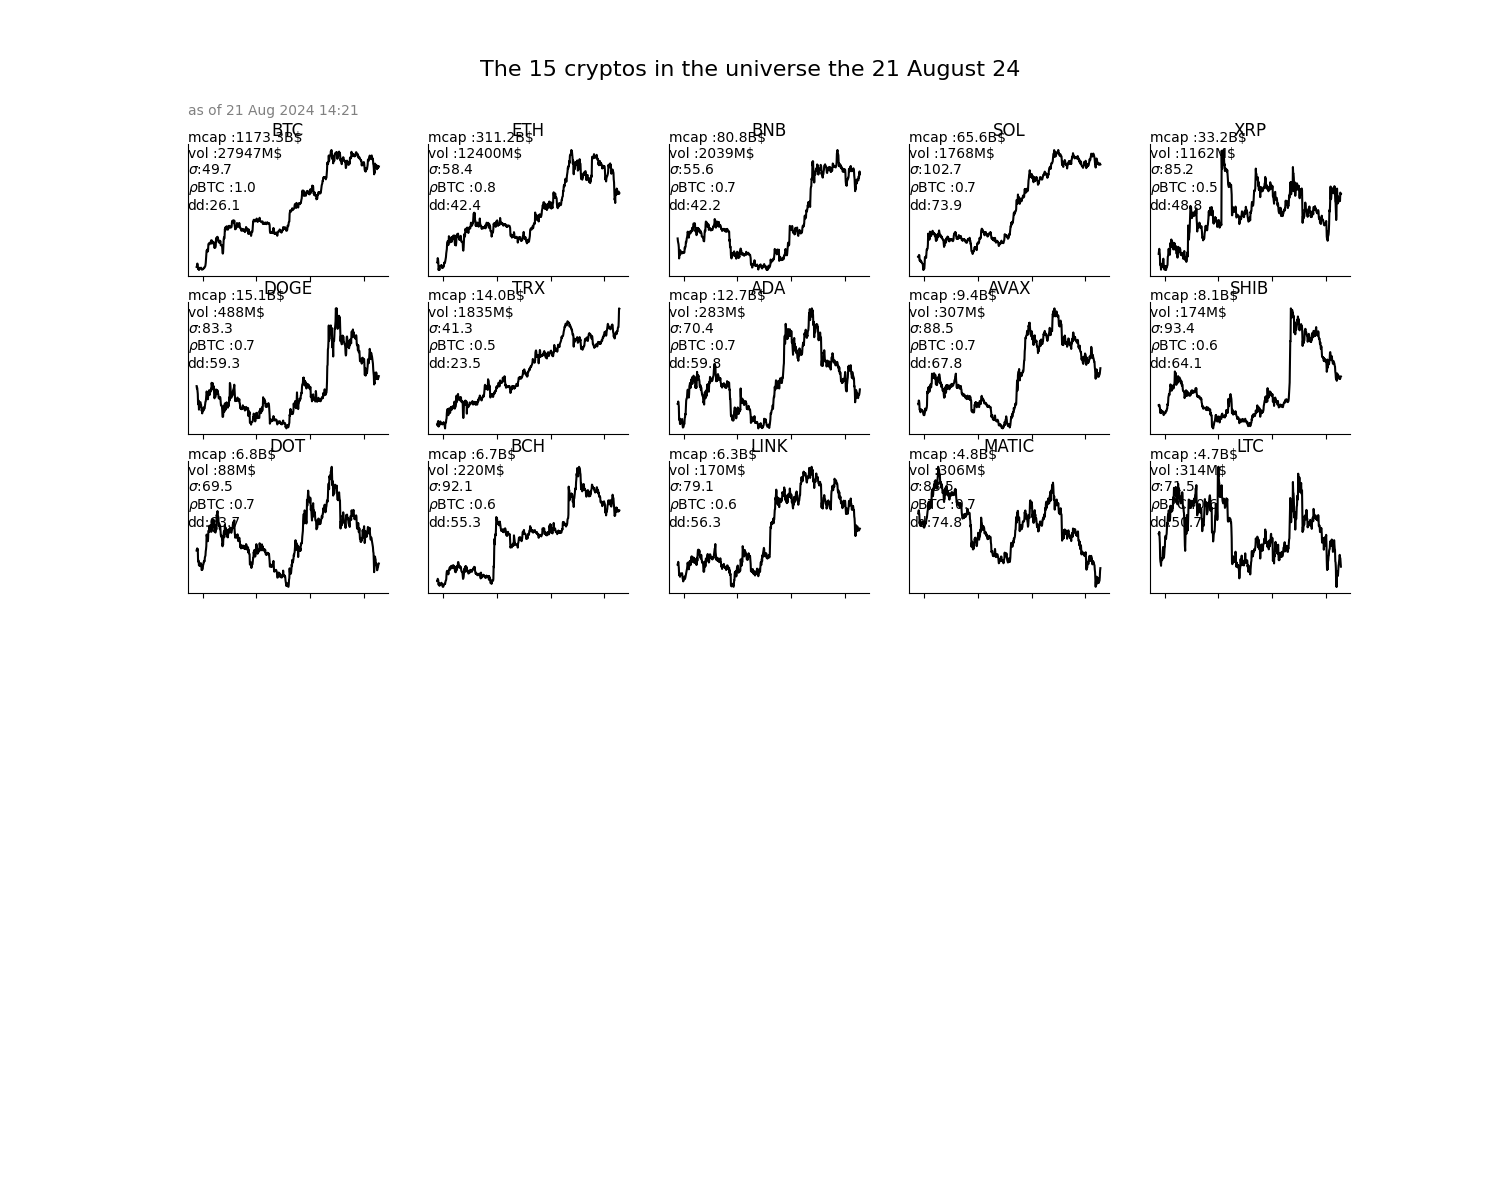 The 15 cryptos in the universe the 21 August 24
as of 21 Aug 2024 14:21
BTC
mcap :1173.3B$
vol :27947M$
σ:49.7
ρBTC :1.0
dd:26.1
ETH
mcap :311.2B$
vol :12400M$
σ:58.4
ρBTC :0.8
dd:42.4
BNB
mcap :80.8B$
vol :2039M$
σ:55.6
ρBTC :0.7
dd:42.2
SOL
mcap :65.6B$
vol :1768M$
σ:102.7
ρBTC :0.7
dd:73.9
XRP
mcap :33.2B$
vol :1162M$
σ:85.2
ρBTC :0.5
dd:48.8
DOGE
mcap :15.1B$
vol :488M$
σ:83.3
ρBTC :0.7
dd:59.3
TRX
mcap :14.0B$
vol :1835M$
σ:41.3
ρBTC :0.5
dd:23.5
ADA
mcap :12.7B$
vol :283M$
σ:70.4
ρBTC :0.7
dd:59.8
AVAX
mcap :9.4B$
vol :307M$
σ:88.5
ρBTC :0.7
dd:67.8
SHIB
mcap :8.1B$
vol :174M$
σ:93.4
ρBTC :0.6
dd:64.1
DOT
mcap :6.8B$
vol :88M$
σ:69.5
ρBTC :0.7
BCH
mcap :6.7B$
vol :220M$
σ:92.1
ρBTC :0.6
dd:55.3
LINK
mcap :6.3B$
vol :170M$
σ:79.1
ρBTC :0.6
dd:56.3
MATIC
mcap :4.8B$
vol :306M$
ρBTC :0.7
dd:74.8
LTC
mcap :4.7B$
vol :314M$
ρBTC :0.6
dd:50.7